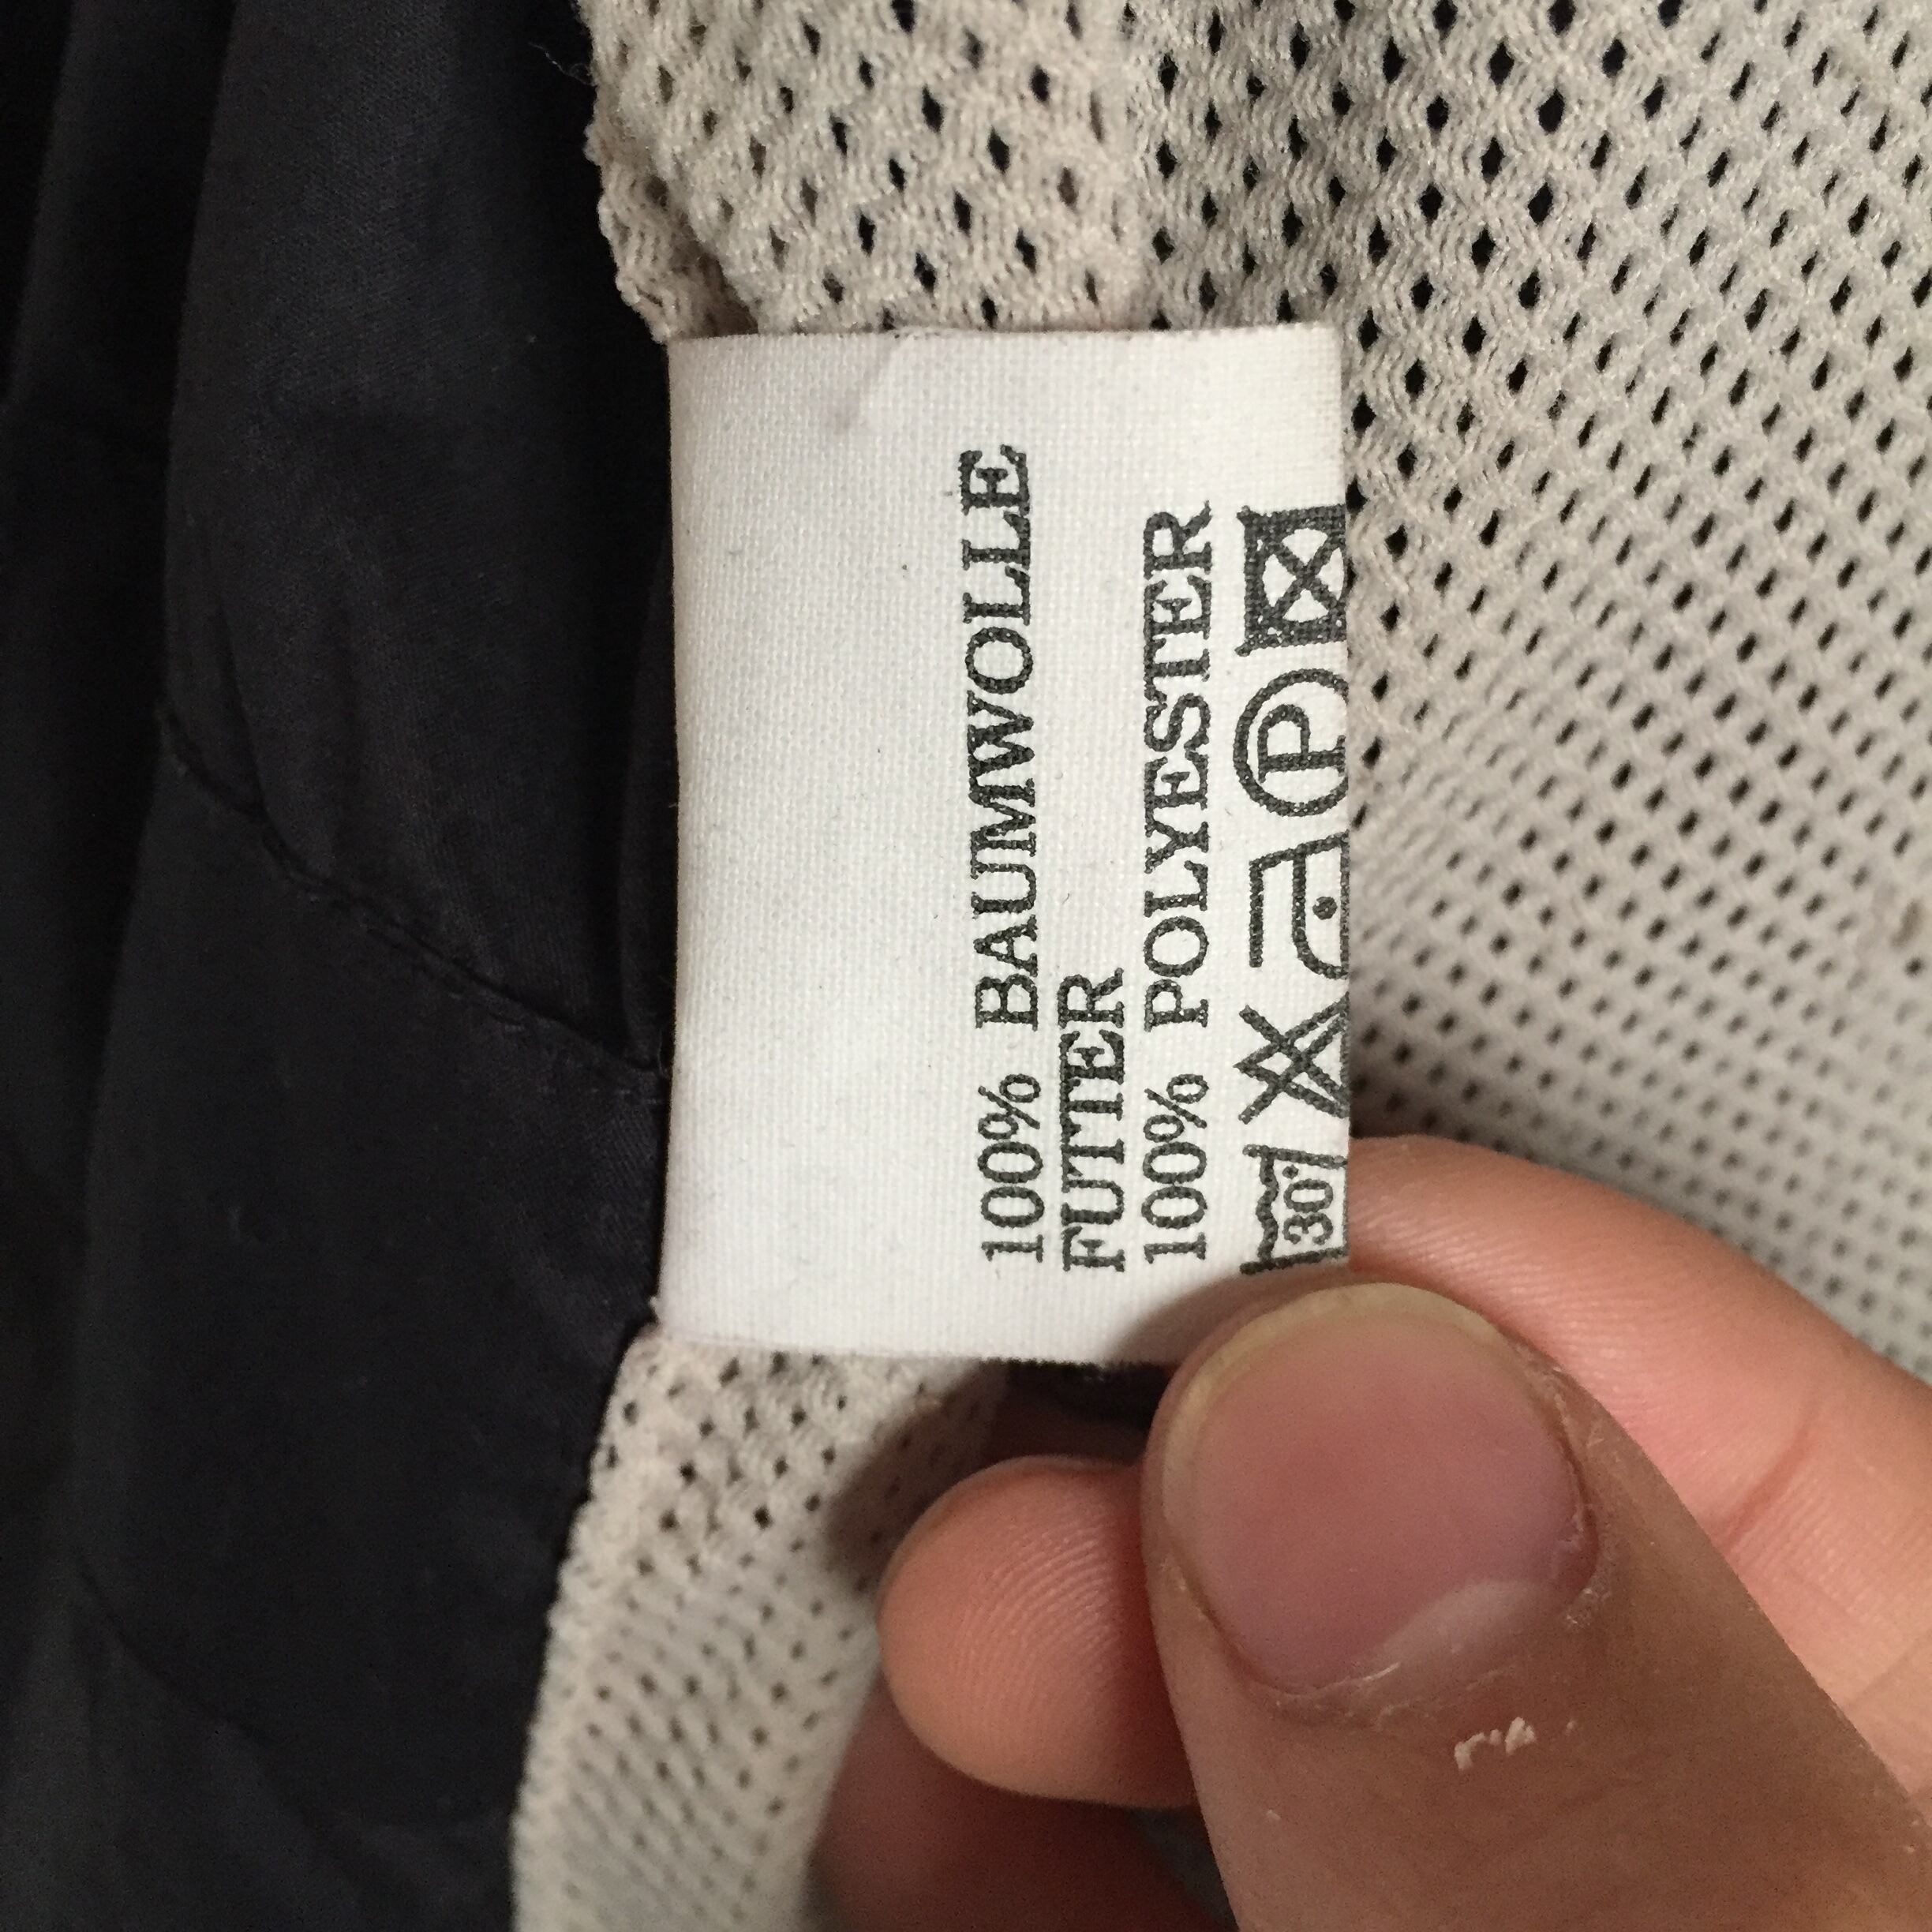 100% BAUMWOLLE
FUTTER
100% POLYESTER
30° P